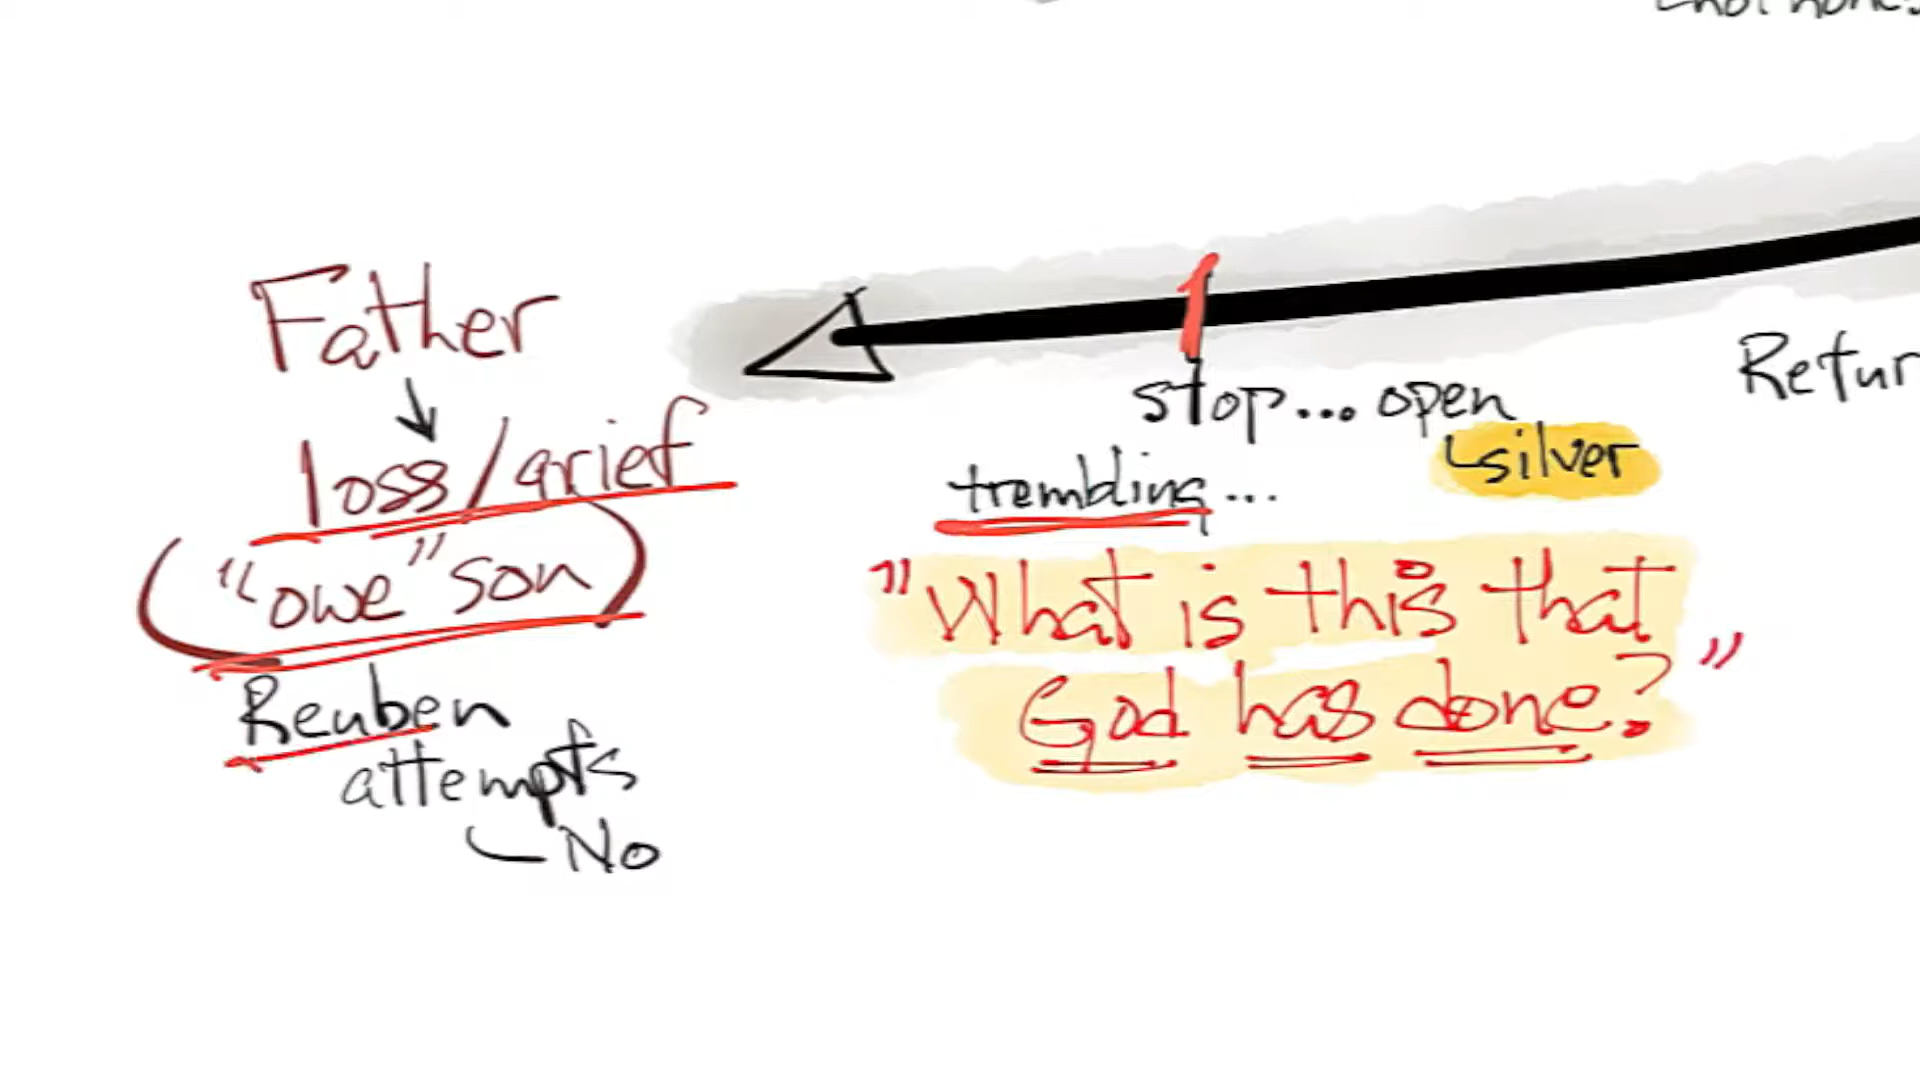 Father
loss/grief
("owe" son)
Reuben
attempts
No
stop... open
silver
trembling...
"What is this that
God has done?"